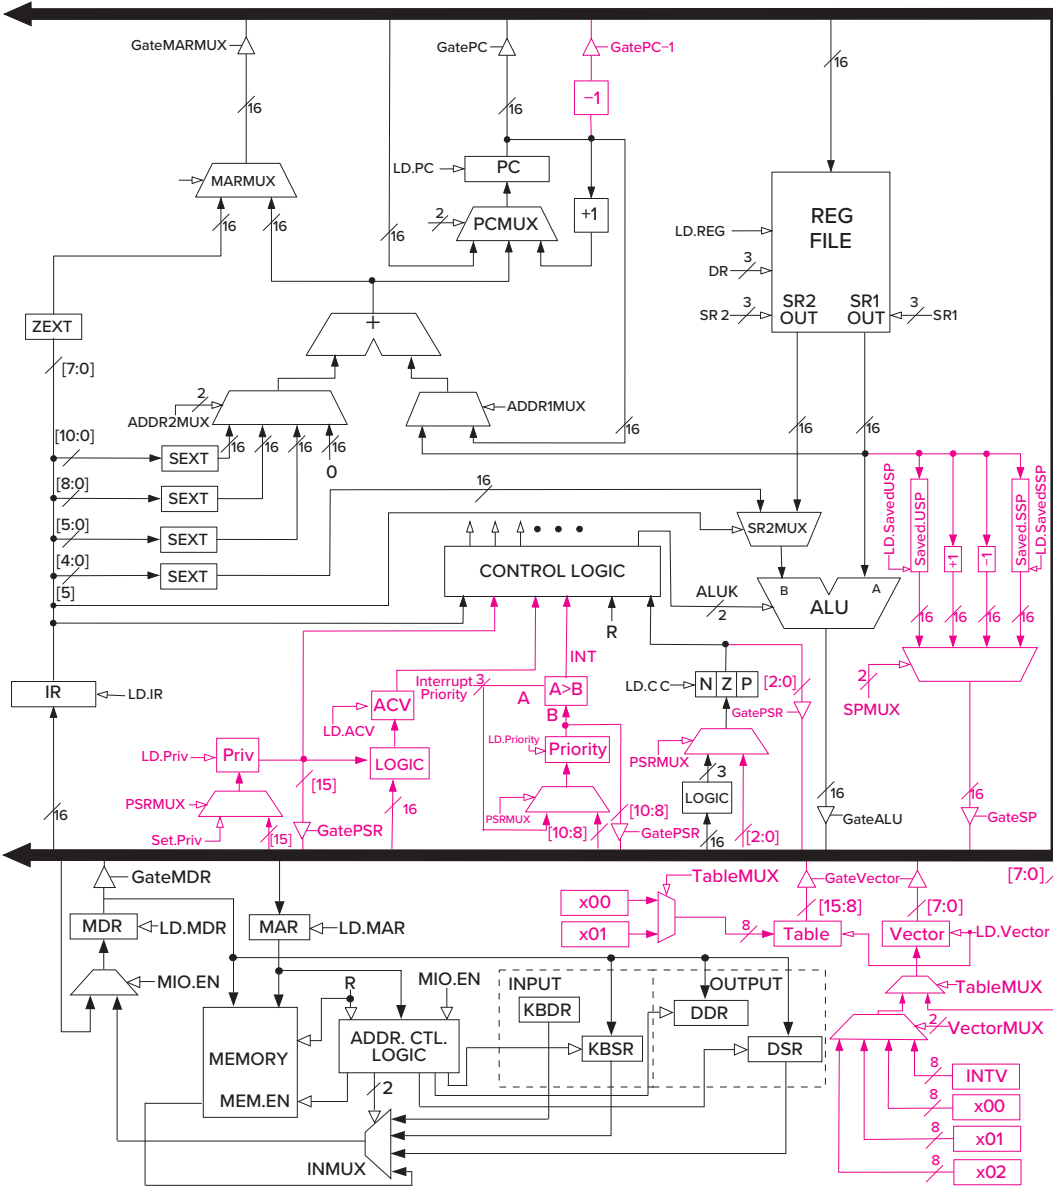 GateMARMUX
GatePC
GatePC−1
16
16
16
−1
16
LD.PC
PC
MARMUX
2
PCMUX
+1
REG
FILE
LD.REG
16
16
16
3
DR
3
SR 2
SR2
OUT
SR1
OUT
3
SR1
ZEXT
+
[7:0]
2
ADDR2MUX
ADDR1MUX
[10:0]
16
16
16
16
16
16
16
SEXT
0
[8:0]
SEXT
16
[5:0]
SEXT
SR2MUX
LD.SavedUSP
Saved.USP
+1
−1
Saved.SSP
LD.SavedSSP
[4:0]
SEXT
[5]
CONTROL LOGIC
ALUK
2
B
ALU
A
16
16
16
16
R
INT
IR
LD.IR
Interrupt
Priority
3
A
A>B
B
LD.C C
N Z P
[2:0]
GatePSR
2
SPMUX
ACV
LD.ACV
LD.Priv
Priv
LOGIC
LD.Priority
Priority
PSRMUX
[15]
3
16
PSRMUX
PSRMUX
LOGIC
16
16
16
Set.Priv
[15]
GatePSR
[10:8]
[10:8]
GatePSR
16
[2:0]
GateALU
GateSP
GateMDR
TableMUX
GateVector
[7:0]
x00
[15:8]
[7:0]
MDR
LD.MDR
MAR
LD.MAR
x01
8
Table
Vector
LD.Vector
MIO.EN
R
MIO.EN
INPUT
OUTPUT
TableMUX
KBDR
DDR
2
VectorMUX
MEMORY
ADDR. CTL.
LOGIC
KBSR
DSR
8
INTV
2
MEM.EN
8
x00
8
x01
INMUX
8
x02